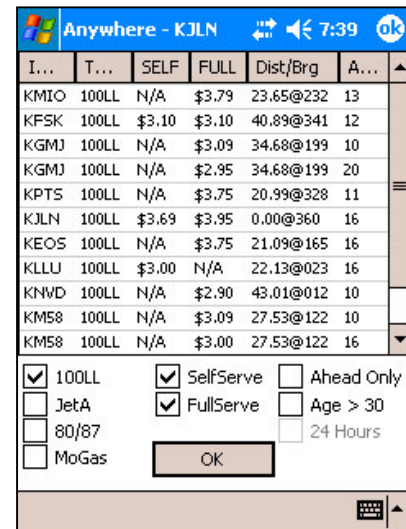 Anywhere - KJLN 7:39 ok
I... T... SELF FULL Dist/Brg A...
KMIO 100LL N/A $3.79 23.65@232 13
KFSK 100LL $3.10 $3.10 40.89@341 12
KGMJ 100LL N/A $3.09 34.68@199 10
KGMJ 100LL N/A $2.95 34.68@199 20
KPTS 100LL N/A $3.75 20.99@328 11
KJLN 100LL $3.69 $3.95 0.00@360 16
KEOS 100LL N/A $3.75 21.09@165 16
KLLU 100LL $3.00 N/A 22.13@023 16
KNVD 100LL N/A $2.90 43.01@012 10
KM58 100LL N/A $3.09 27.53@122 10
KM58 100LL N/A $3.00 27.53@122 16
100LL SelfServe Ahead Only
JetA FullServe Age > 30
80/87 24 Hours
MoGas OK